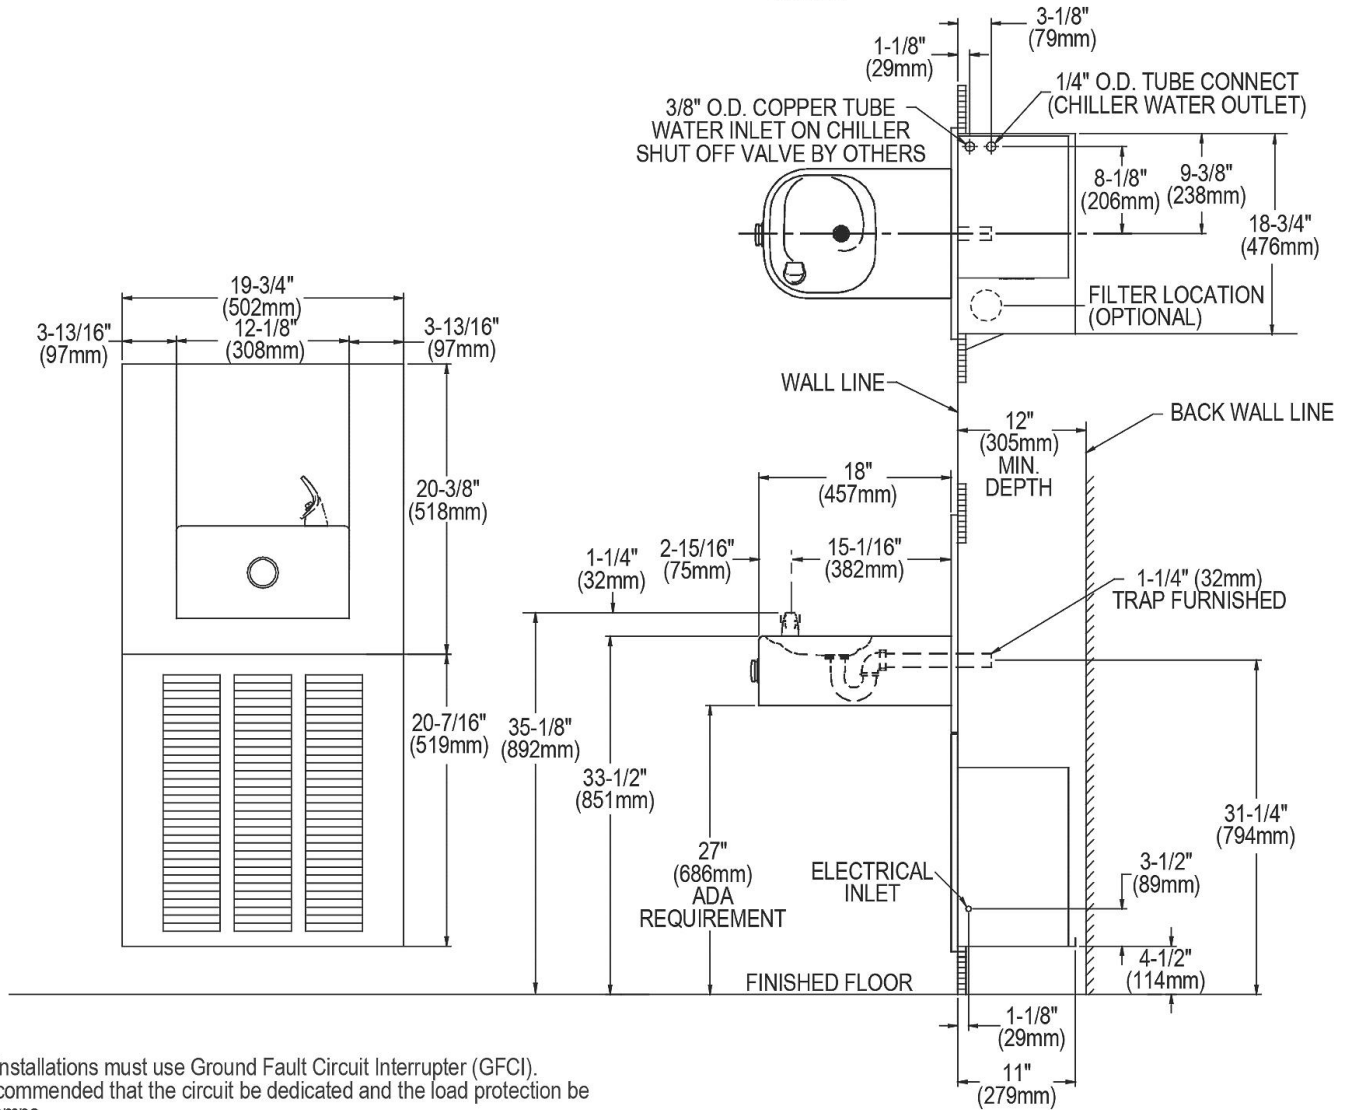 3-1/8"
(79mm)
1-1/8"
(29mm)
1/4" O.D. TUBE CONNECT
(CHILLER WATER OUTLET)
3/8" O.D. COPPER TUBE
WATER INLET ON CHILLER
SHUT OFF VALVE BY OTHERS
8-1/8"
(206mm)
9-3/8"
(238mm)
18-3/4"
(476mm)
FILTER LOCATION
(OPTIONAL)
19-3/4"
(502mm)
3-13/16"
(97mm)
12-1/8"
(308mm)
3-13/16"
(97mm)
WALL LINE
BACK WALL LINE
12"
(305mm)
MIN.
DEPTH
18"
(457mm)
20-3/8"
(518mm)
1-1/4"
(32mm)
2-15/16"
(75mm)
15-1/16"
(382mm)
1-1/4" (32mm)
TRAP FURNISHED
20-7/16"
(519mm)
35-1/8"
(892mm)
33-1/2"
(851mm)
27"
(686mm)
ADA
REQUIREMENT
ELECTRICAL
INLET
31-1/4"
(794mm)
3-1/2"
(89mm)
4-1/2"
(114mm)
FINISHED FLOOR
1-1/8"
(29mm)
11"
(279mm)
nstallations must use Ground Fault Circuit Interrupter (GFCI).
commended that the circuit be dedicated and the load protection be